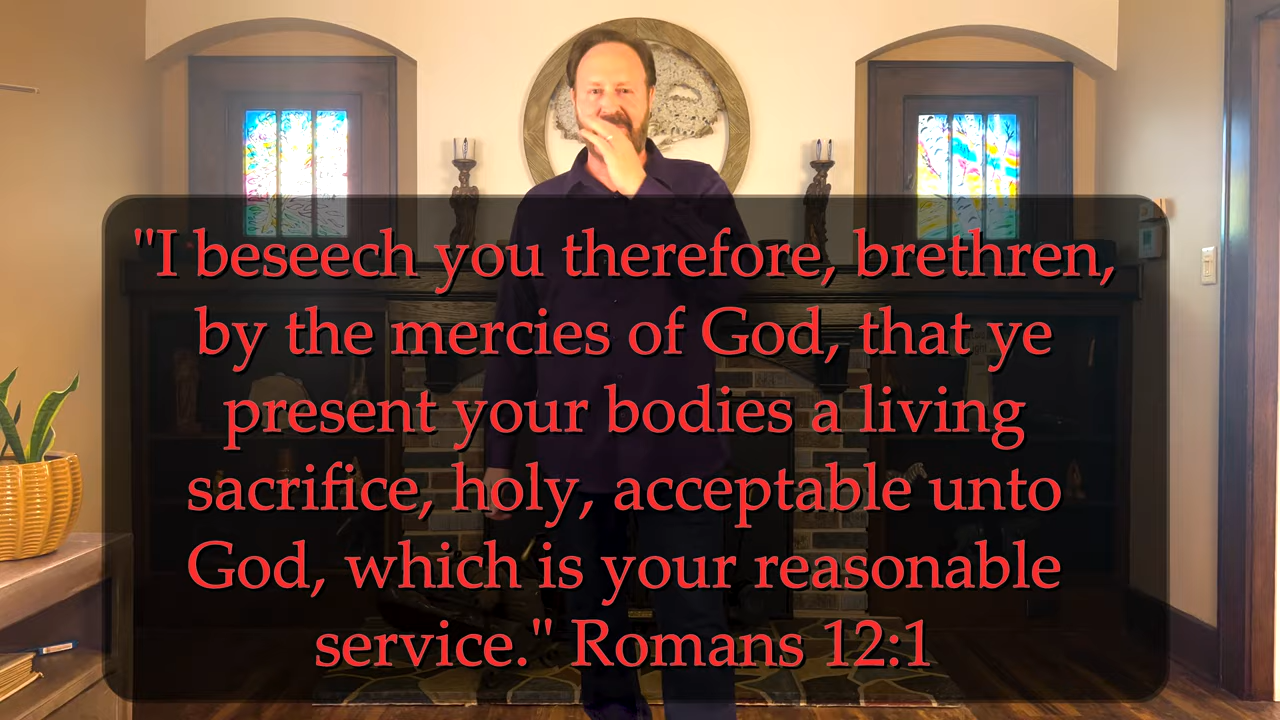 "I beseech you therefore, brethren,
by the mercies of God, that ye
present your bodies a living
sacrifice, holy, acceptable unto
God, which is your reasonable
service." Romans 12:1